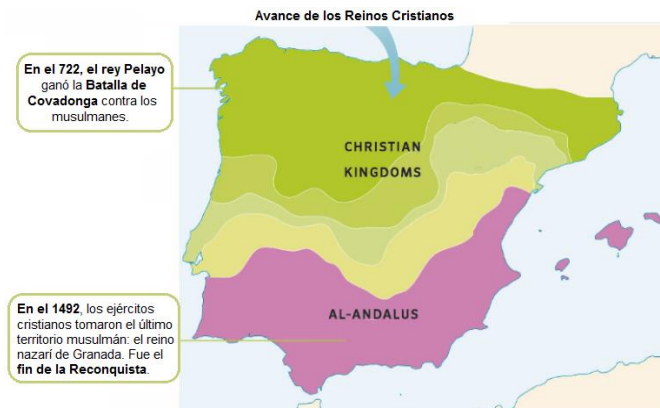 Avance de los Reinos Cristianos
En el 722, el rey Pelayo
ganó la Batalla de
Covadonga contra los
musulmanes.
CHRISTIAN
KINGDOMS
AL-ANDALUS
En el 1492, los ejércitos
cristianos tomaron el último
territorio musulmán: el reino
nazarí de Granada. Fue el
fin de la Reconquista.